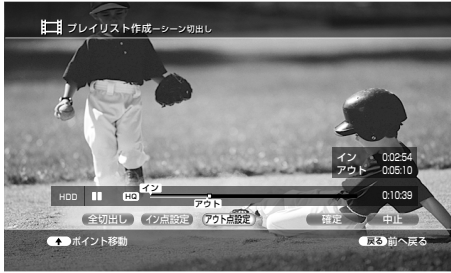 プレイリスト作成−シーン切出し
イン 0:02:54
アウト 0:05:10
イン
HDD HQ 0:10:39
アウト
全切出し イン点設定 アウト点設定 確定 中止
ポイント移動 戻る 前へ戻る